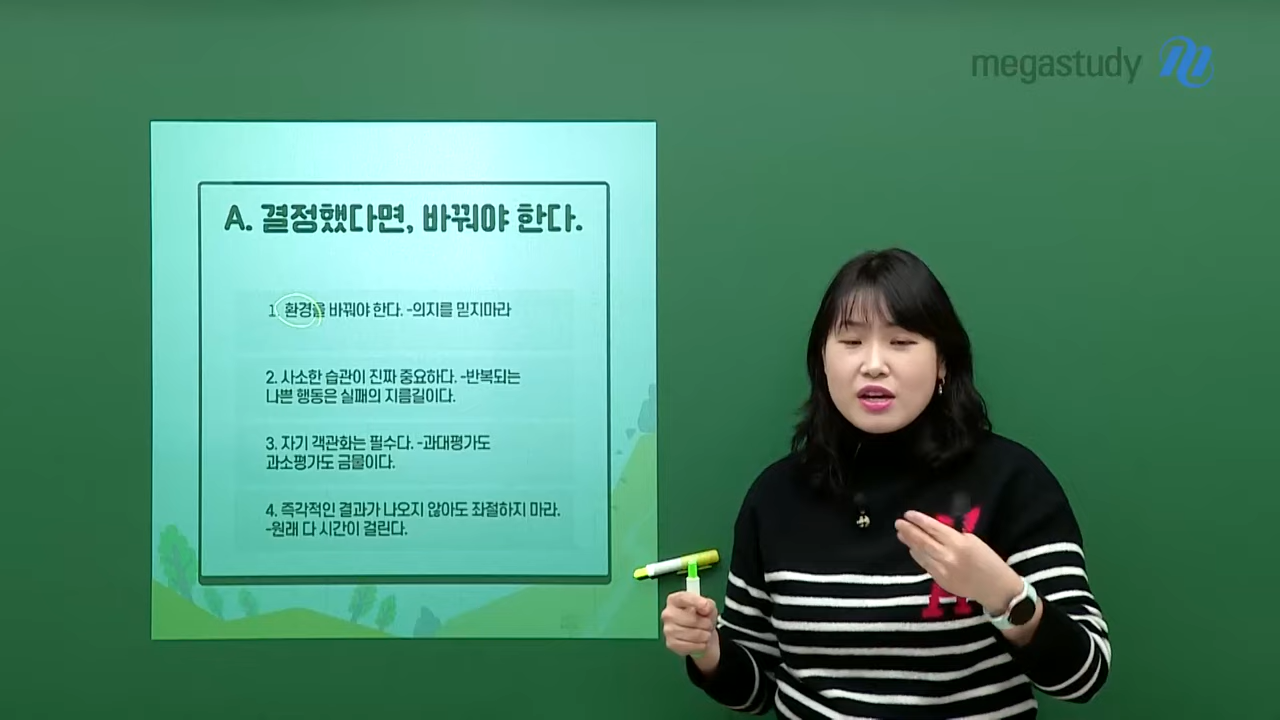 megastudy
A. 결정했다면, 바꿔야 한다.
1. 환경을 바꿔야 한다. -의지를 믿지마라
2. 사소한 습관이 진짜 중요하다. -반복되는
나쁜 행동은 실패의 지름길이다.
3. 자기 객관화는 필수다. -과대평가도
과소평가도 금물이다.
4. 즉각적인 결과가 나오지 않아도 좌절하지 마라.
-원래 다 시간이 걸린다.